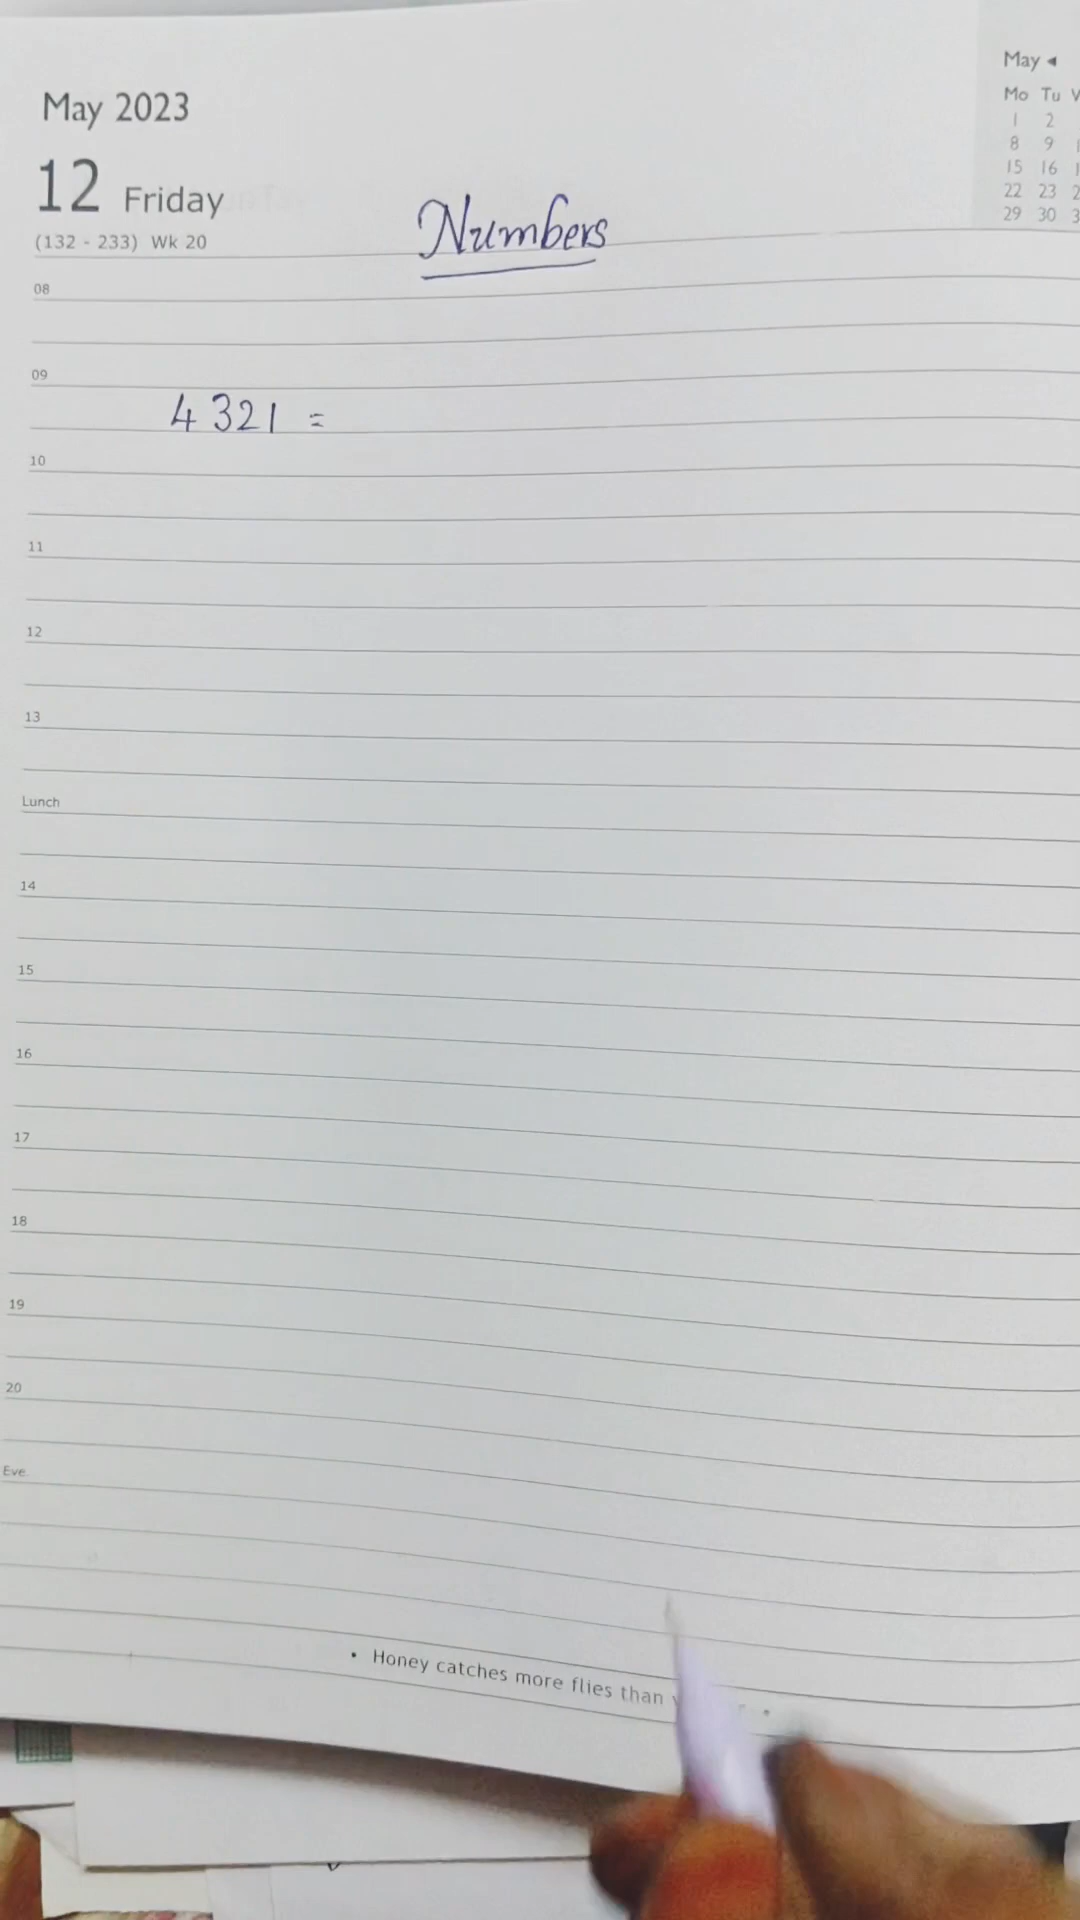 May 2023
12 Friday
(132 - 233) Wk 20
May ◄
Mo Tu
1 2
8 9
15 16
22 23
29 30
Numbers
08
09
4321 =
10
11
12
13
Lunch
14
15
16
17
18
19
20
Eve.
• Honey catches more flies than